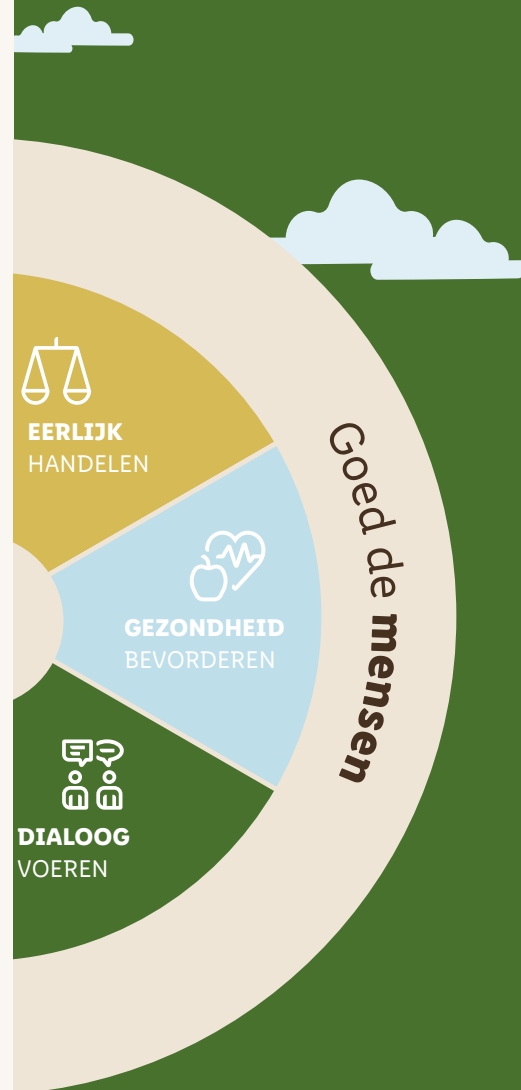 EERLIJK
HANDELEN
GEZONDHEID
BEVORDEREN
DIALOOG
VOEREN
Goed de mensen